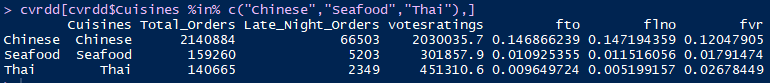 > cvrdd[cvrdd$Cuisines %in% c("Chinese","Seafood","Thai"),]
Cuisines Total_Orders Late_Night_Orders votesratings fto flno fvr
Chinese Chinese 2140884 66503 2030035.7 0.146866239 0.147194359 0.12047905
Seafood Seafood 159260 5203 301857.9 0.010925355 0.011516056 0.01791474
Thai Thai 140665 2349 451310.6 0.009649724 0.005199157 0.02678449